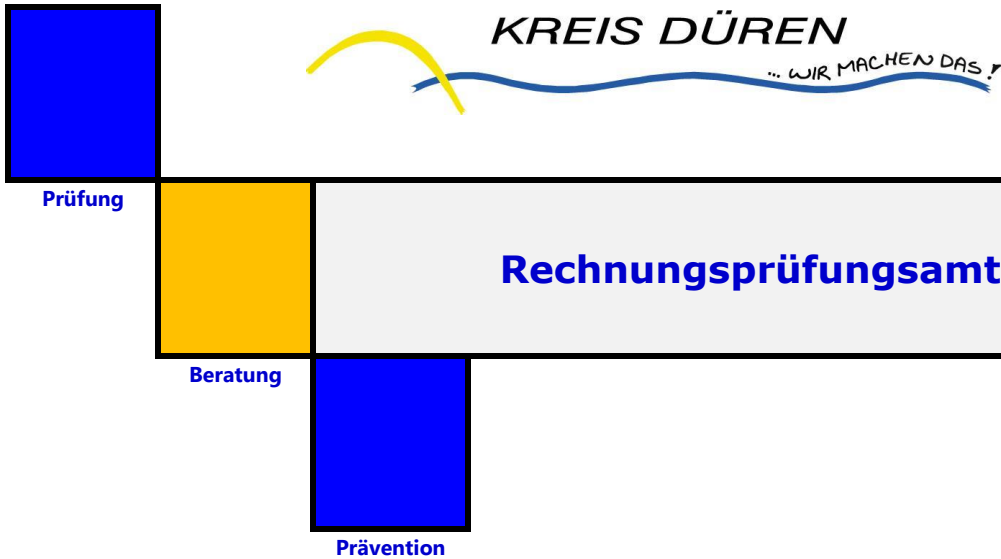 KREIS DÜREN
... WIR MACHEN DAS!
Prüfung
Rechnungsprüfungsamt
Beratung
Prävention